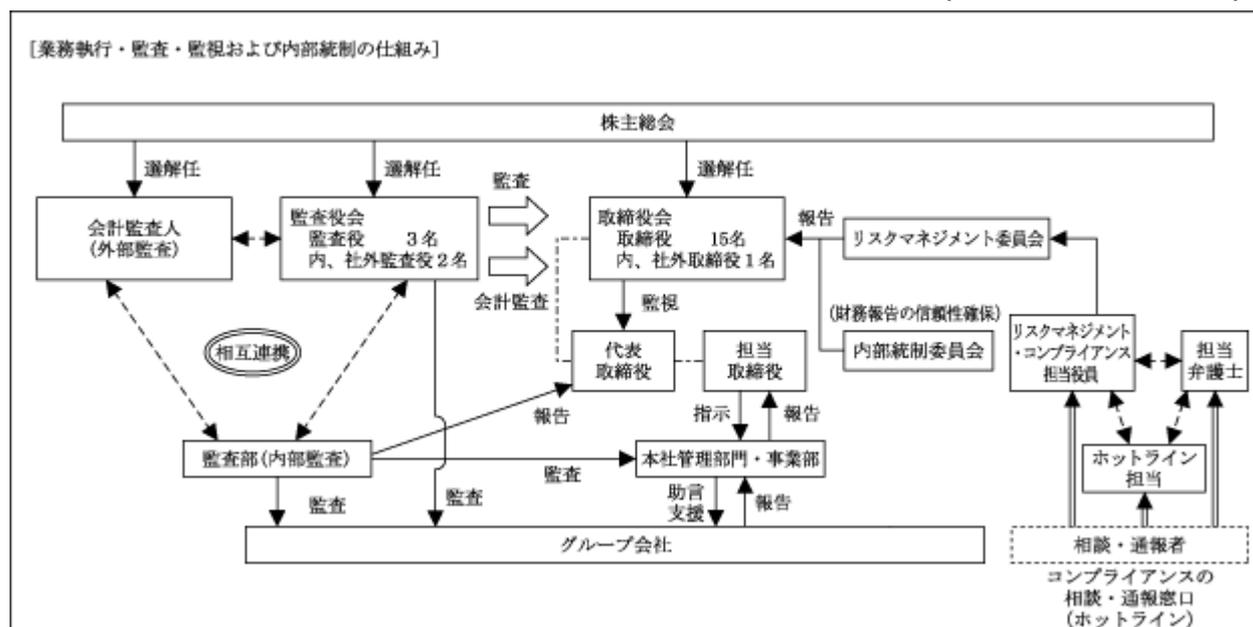 [業務執行・監査・監視および内部統制の仕組み]
株主総会
選解任
選解任
監査
選解任
会計監査人
(外部監査)
監査役会
監査役 3名
内、社外監査役2名
会計監査
取締役会
取締役 15名
内、社外取締役1名
報告
リスクマネジメント委員会
監視
(財務報告の信頼性確保)
内部統制委員会
相互連携
代表
取締役
担当
取締役
リスクマネジメント
・コンプライアンス
担当役員
担当
弁護士
報告
指示
報告
監査部(内部監査)
監査
本社管理部門・事業部
ホットライン
担当
監査
監査
助言
支援
報告
グループ会社
相談・通報者
コンプライアンスの
相談・通報窓口
(ホットライン)